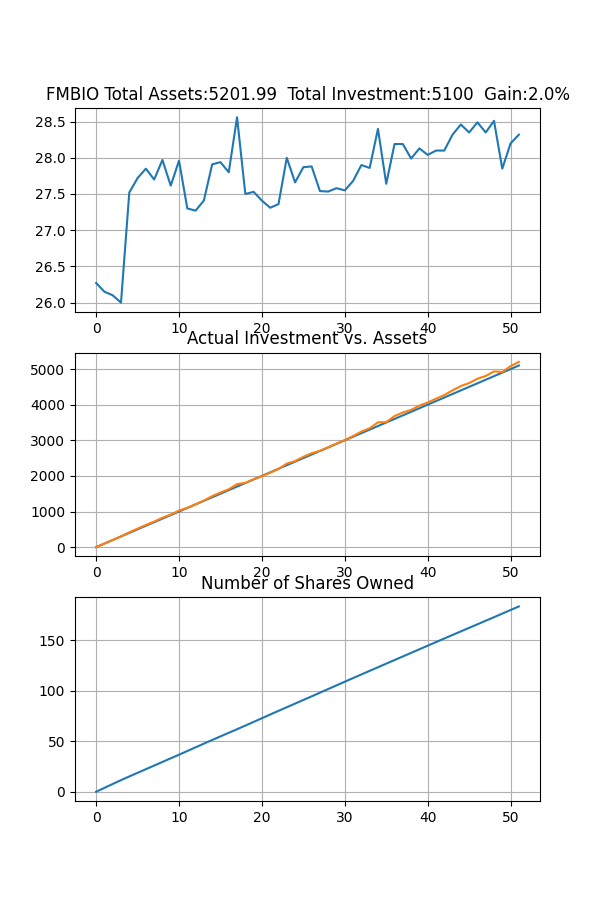 FMBIO Total Assets:5201.99  Total Investment:5100  Gain:2.0%
28.5
28.0
27.5
27.0
26.5
26.0
0 10 20 30 40 50
Actual Investment vs. Assets
5000
4000
3000
2000
1000
0
0 10 20 30 40 50
Number of Shares Owned
150
100
50
0
0 10 20 30 40 50